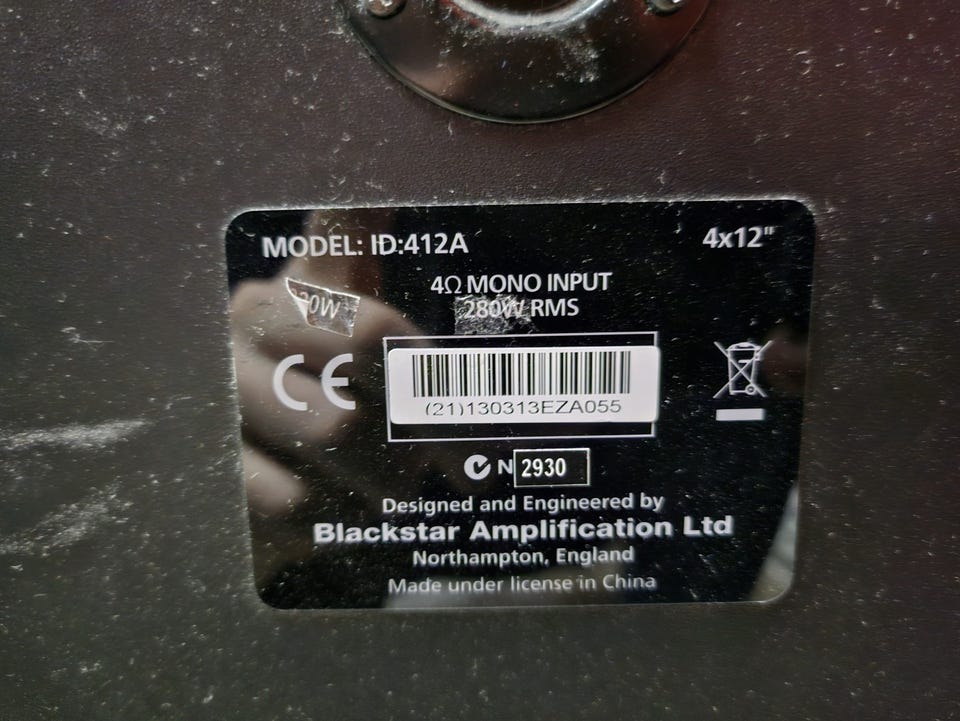 MODEL: ID:412A
4x12"
4Ω MONO INPUT
280W RMS
CE
(21)130313EZA055
N2930
Designed and Engineered by
Blackstar Amplification Ltd
Northampton, England
Made under license in China